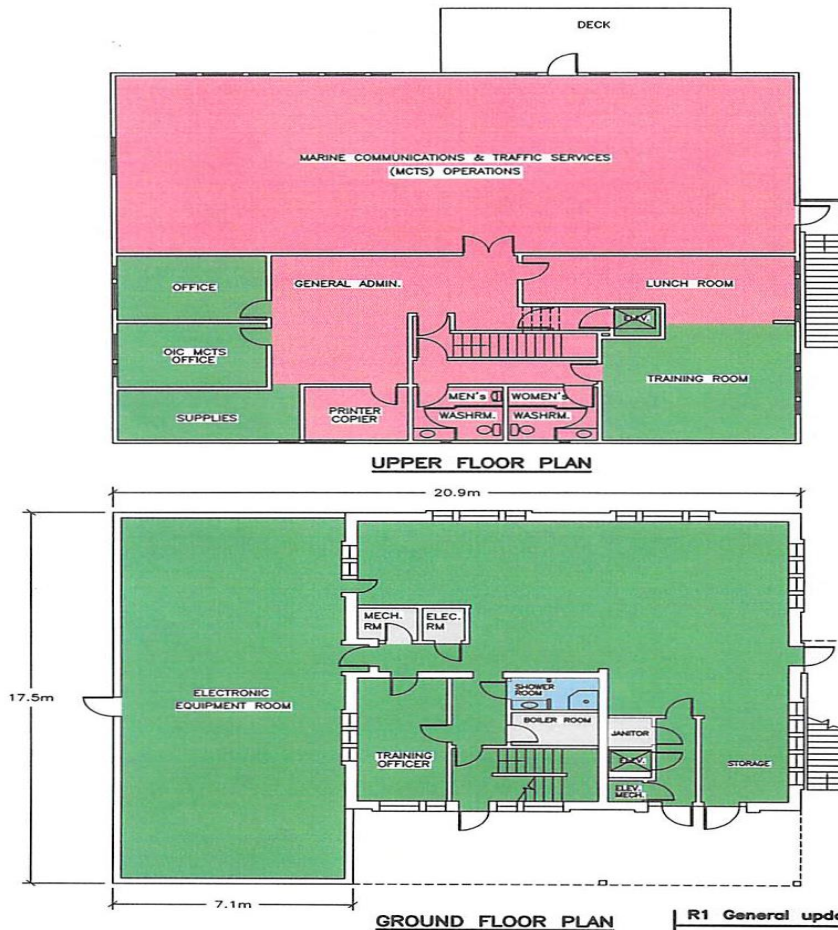 DECK
MARINE COMMUNICATIONS & TRAFFIC SERVICES
(MCTS) OPERATIONS
OFFICE
GENERAL ADMIN.
LUNCH ROOM
ELEV.
OIC MCTS
OFFICE
TRAINING ROOM
SUPPLIES
PRINTER
COPIER
MEN's
WASHRM.
WOMEN's
WASHRM.
UPPER FLOOR PLAN
20.9m
17.5m
MECH.
RM
ELEC.
RM
ELECTRONIC
EQUIPMENT ROOM
SHOWER
ROOM
BOILER ROOM
JANITOR
TRAINING
OFFICER
ELEV.
STORAGE
ELEV.
MECH.
7.1m
GROUND FLOOR PLAN
R1 General upda